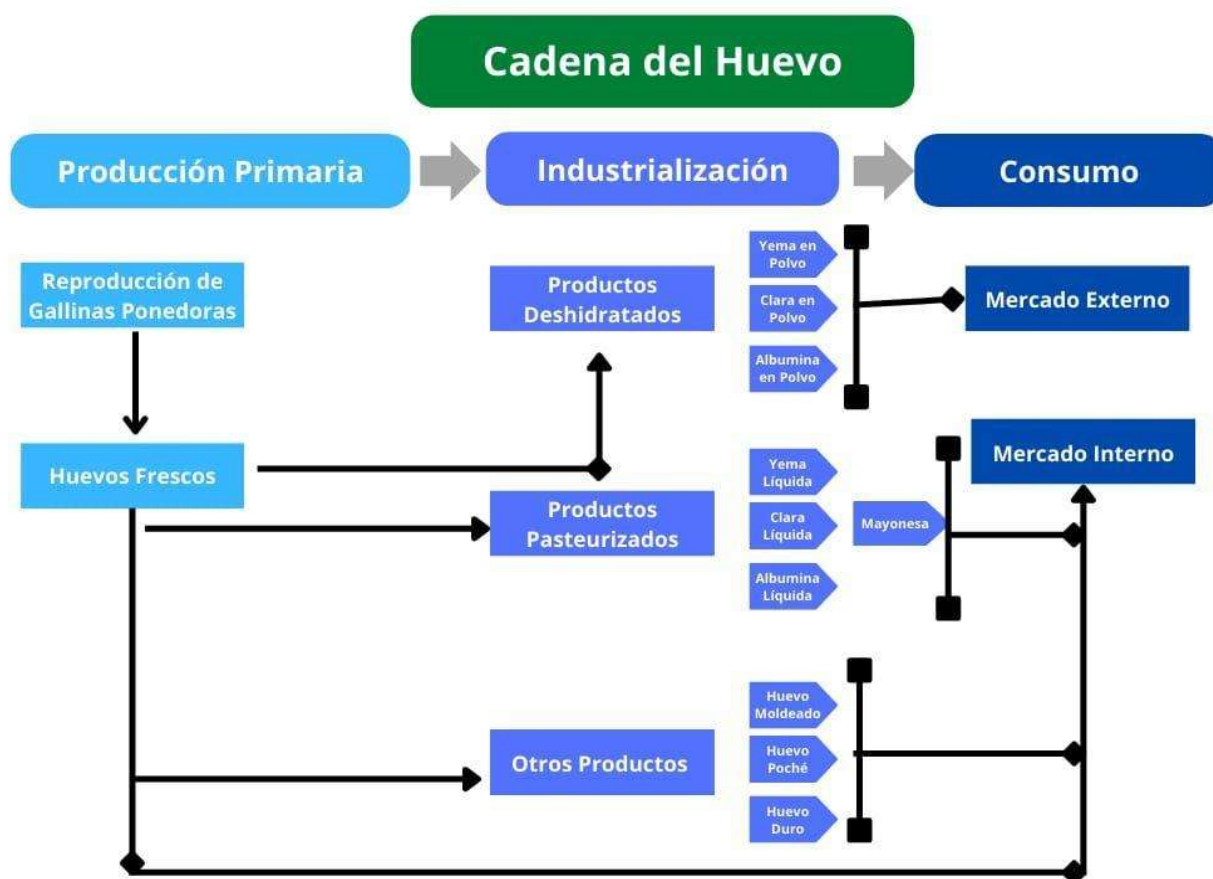 Cadena del Huevo
Producción Primaria
Industrialización
Consumo
Reproducción de
Gallinas Ponedoras
Huevos Frescos
Productos
Deshidratados
Yema en
Polvo
Clara en
Polvo
Albumina
en Polvo
Mercado Externo
Productos
Pasteurizados
Yema
Líquida
Clara
Líquida
Albumina
Líquida
Mayonesa
Mercado Interno
Otros Productos
Huevo
Moldeado
Huevo
Poché
Huevo
Duro